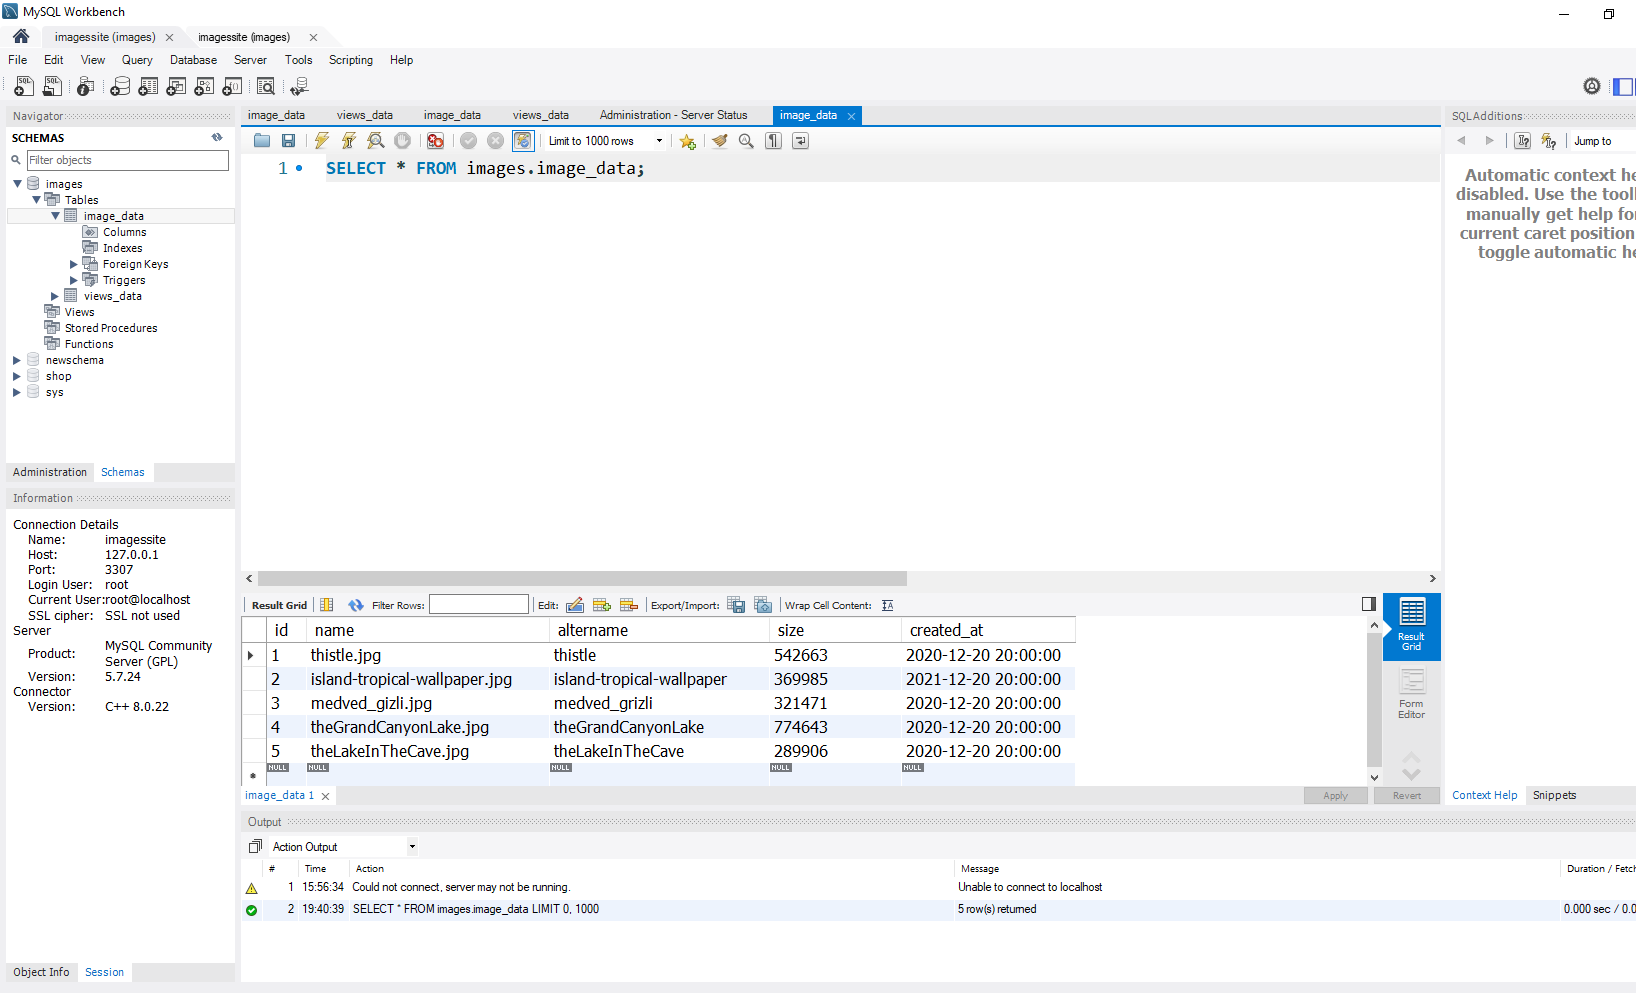 MySQL Workbench
imagessite (images)
imagessite (images)
File Edit View Query Database Server Tools Scripting Help
Navigator
SCHEMAS
Filter objects
images
Tables
image_data
Columns
Indexes
Foreign Keys
Triggers
views_data
Views
Stored Procedures
Functions
newschema
shop
sys
Administration Schemas
Information
Connection Details
Name: imagessite
Host: 127.0.0.1
Port: 3307
Login User: root
Current User:root@localhost
SSL cipher: SSL not used
Server
Product: MySQL Community
Server (GPL)
Version: 5.7.24
Connector
Version: C++ 8.0.22
Object Info Session
image_data views_data image_data views_data Administration - Server Status image_data
Limit to 1000 rows
1 SELECT * FROM images.image_data;
Result Grid Filter Rows: Edit: Export/Import: Wrap Cell Content:
id name altername size created_at
1 thistle.jpg thistle 542663 2020-12-20 20:00:00
2 island-tropical-wallpaper.jpg island-tropical-wallpaper 369985 2021-12-20 20:00:00
3 medved_gizli.jpg medved_grizli 321471 2020-12-20 20:00:00
4 theGrandCanyonLake.jpg theGrandCanyonLake 774643 2020-12-20 20:00:00
5 theLakeInTheCave.jpg theLakeInTheCave 289906 2020-12-20 20:00:00
NULL NULL NULL NULL NULL
Result
Grid
Form
Editor
image_data 1 Apply Revert
Output
Action Output
# Time Action Message Duration / Fetch
1 15:56:34 Could not connect, server may not be running. Unable to connect to localhost
2 19:40:39 SELECT * FROM images.image_data LIMIT 0, 1000 5 row(s) returned 0.000 sec / 0.0
SQLAdditions
Jump to
Automatic context he
disabled. Use the tool
manually get help fo
current caret position
toggle automatic he
Context Help Snippets